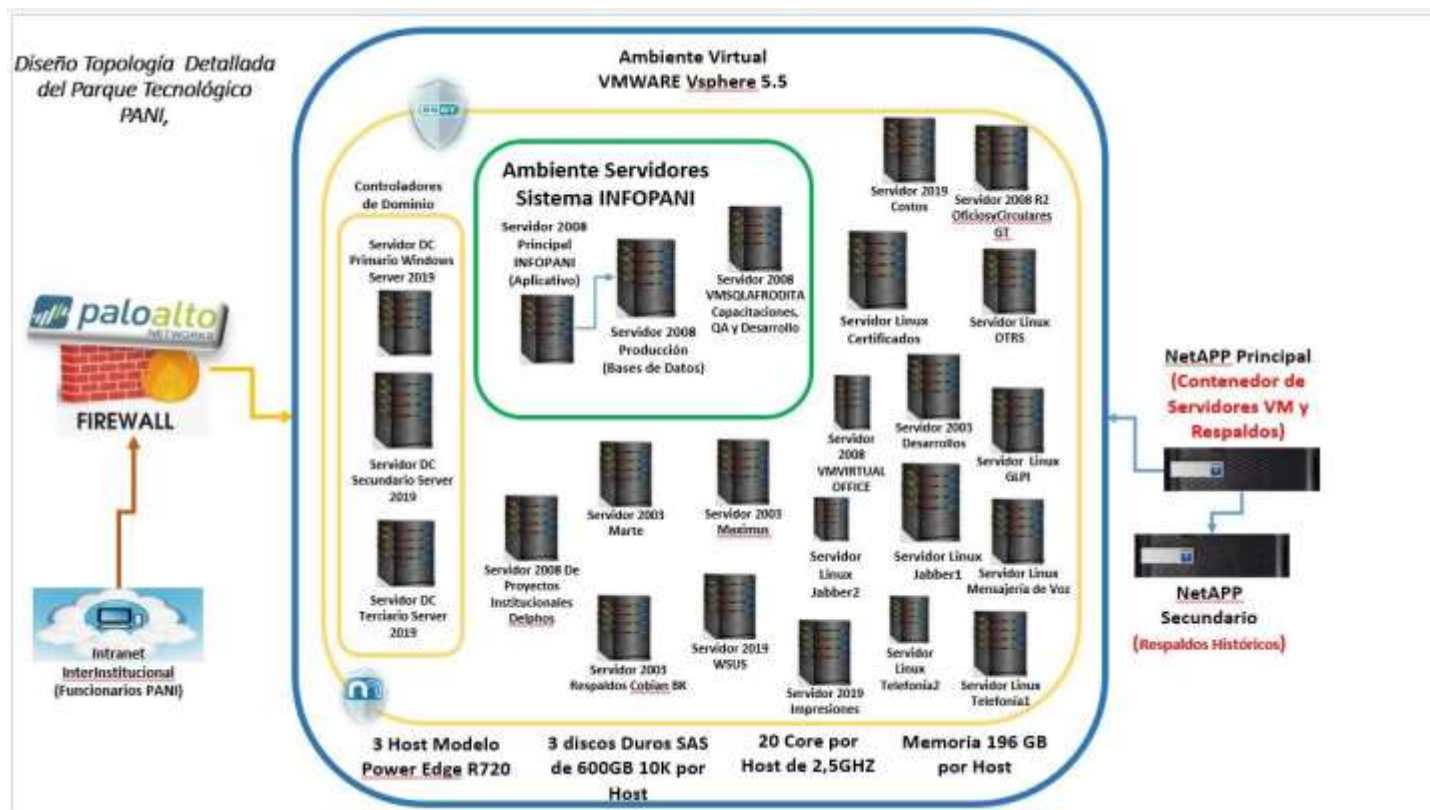 Diseño Topología Detallada
del Parque Tecnológico
PANI,
Ambiente Virtual
VMWARE Vsphere 5.5
Controladores
de Dominio
Servidor DC
Primario Windows
Server 2019
Servidor DC
Secundario Server
2019
Servidor DC
Terciario Server
2019
Ambiente Servidores
Sistema INFOPANI
Servidor 2008
Principal
INFOPANI
(Aplicativo)
Servidor 2008
Producción
(Bases de Datos)
Servidor 2008
VMSQLAFRODITA
Capacitaciones,
QA y Desarrollo
Servidor 2019
Costos
Servidor 2008 R2
OficiosyCirculares
GT
Servidor Linux
Certificados
Servidor Linux
OTRS
Servidor
2008
VMVIRTUAL
OFFICE
Servidor 2003
Desarrollos
Servidor Linux
GLPI
Servidor 2003
Marte
Servidor 2003
Maximus
Servidor
Linux
Jabber2
Servidor Linux
Jabber1
Servidor Linux
Mensajería de Voz
Servidor 2008 De
Proyectos
Institucionales
Delphos
Servidor 2003
Respaldos Cobian BK
Servidor 2019
WSUS
Servidor 2019
Impresiones
Servidor
Linux
Telefonía2
Servidor Linux
Telefonía1
paloalto
NETWORKS
FIREWALL
Intranet
InterInstitucional
(Funcionarios PANI)
NetAPP Principal
(Contenedor de
Servidores VM y
Respaldos)
NetAPP
Secundario
(Respaldos Históricos)
3 Host Modelo
Power Edge R720
3 discos Duros SAS
de 600GB 10K por
Host
20 Core por
Host de 2,5GHZ
Memoria 196 GB
por Host